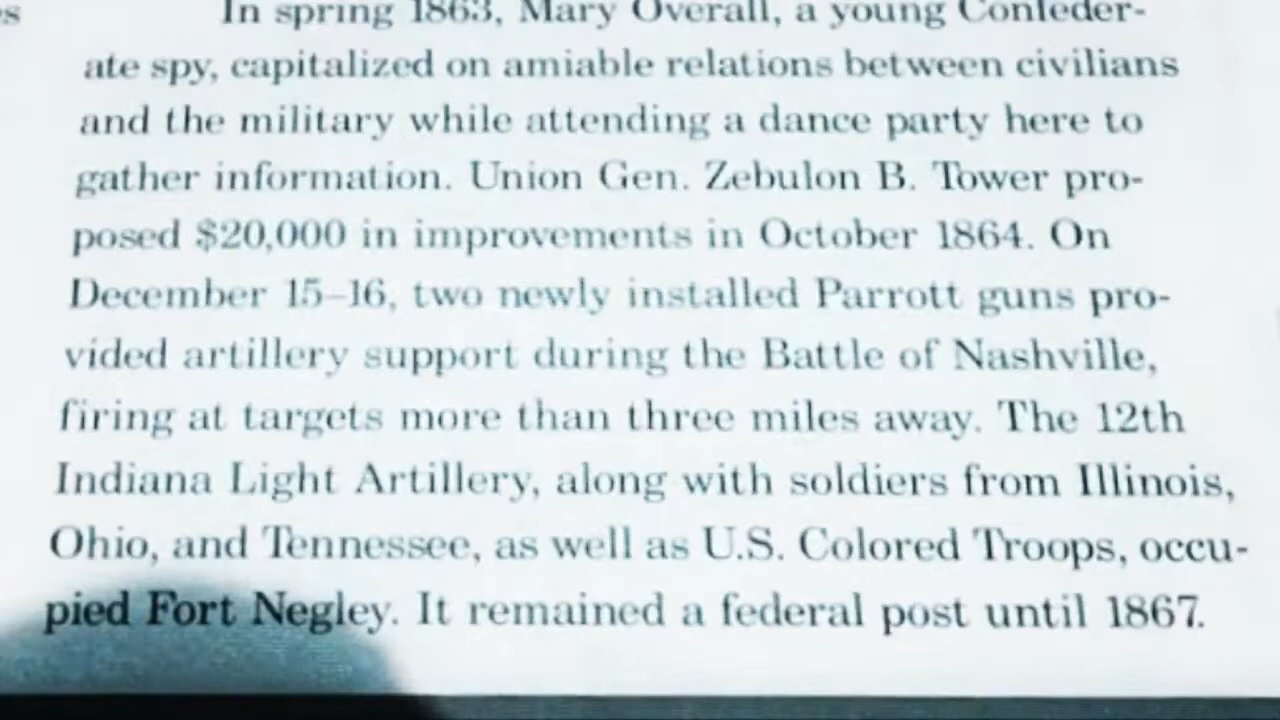 es
In spring 1863, Mary Overall, a young Confeder-
ate spy, capitalized on amiable relations between civilians
and the military while attending a dance party here to
gather information. Union Gen. Zebulon B. Tower pro-
posed $20,000 in improvements in October 1864. On
December 15–16, two newly installed Parrott guns pro-
vided artillery support during the Battle of Nashville,
firing at targets more than three miles away. The 12th
Indiana Light Artillery, along with soldiers from Illinois,
Ohio, and Tennessee, as well as U.S. Colored Troops, occu-
pied Fort Negley. It remained a federal post until 1867.